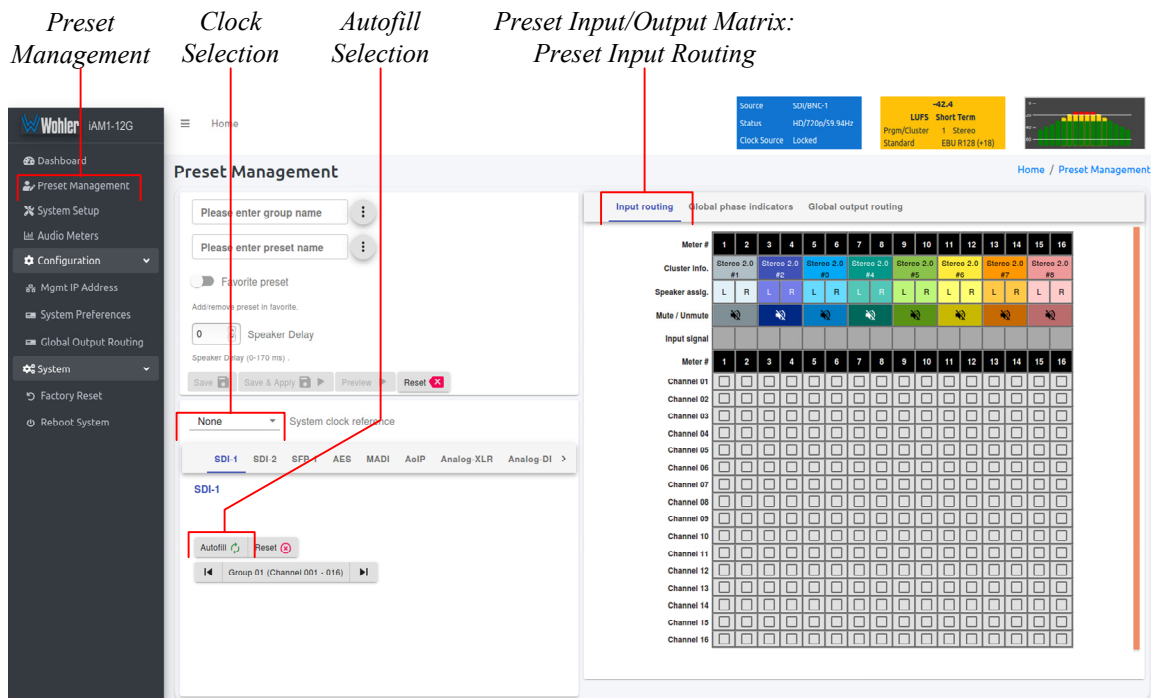 Preset Management
Clock Selection
Autofill Selection
Preset Input/Output Matrix:
Preset Input Routing
Wohler iAM1-12G
Home
Source SDI/BNC-1
Status HD/720p/59.94Hz
Clock Source Locked
-42.4
LUFS Short Term
Prgm/Cluster 1 Stereo
Standard EBU R128 (+18)
Dashboard
Preset Management
System Setup
Audio Meters
Configuration
Mgmt IP Address
System Preferences
Global Output Routing
System
Factory Reset
Reboot System
Preset Management
Home / Preset Management
Please enter group name
Please enter preset name
Favorite preset
Add/remove preset in favorite.
0 Speaker Delay
Speaker Delay (0-170 ms) .
Save Save & Apply Preview Reset
None System clock reference
SDI-1 SDI-2 SFP-1 AES MADI AoIP Analog-XLR Analog-DI
SDI-1
Autofill Reset
Group 01 (Channel 001 - 016)
Input routing Global phase indicators Global output routing
Meter # 1 2 3 4 5 6 7 8 9 10 11 12 13 14 15 16
Cluster info. Stereo 2.0 #1 Stereo 2.0 #2 Stereo 2.0 #3 Stereo 2.0 #4 Stereo 2.0 #5 Stereo 2.0 #6 Stereo 2.0 #7 Stereo 2.0 #8
Speaker assig. L R L R L R L R L R L R L R L R
Mute / Unmute
Input signal
Meter # 1 2 3 4 5 6 7 8 9 10 11 12 13 14 15 16
Channel 01
Channel 02
Channel 03
Channel 04
Channel 05
Channel 06
Channel 07
Channel 08
Channel 09
Channel 10
Channel 11
Channel 12
Channel 13
Channel 14
Channel 15
Channel 16